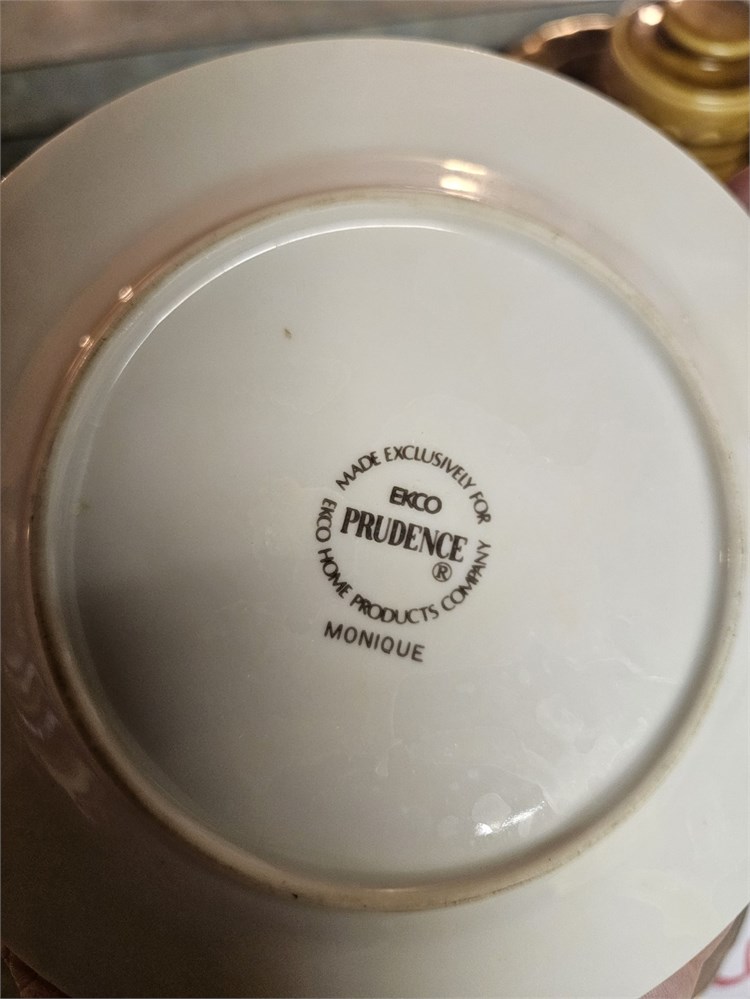 MADE EXCLUSIVELY FOR
EKCO
PRUDENCE
®
EKCO HOME PRODUCTS COMPANY
MONIQUE